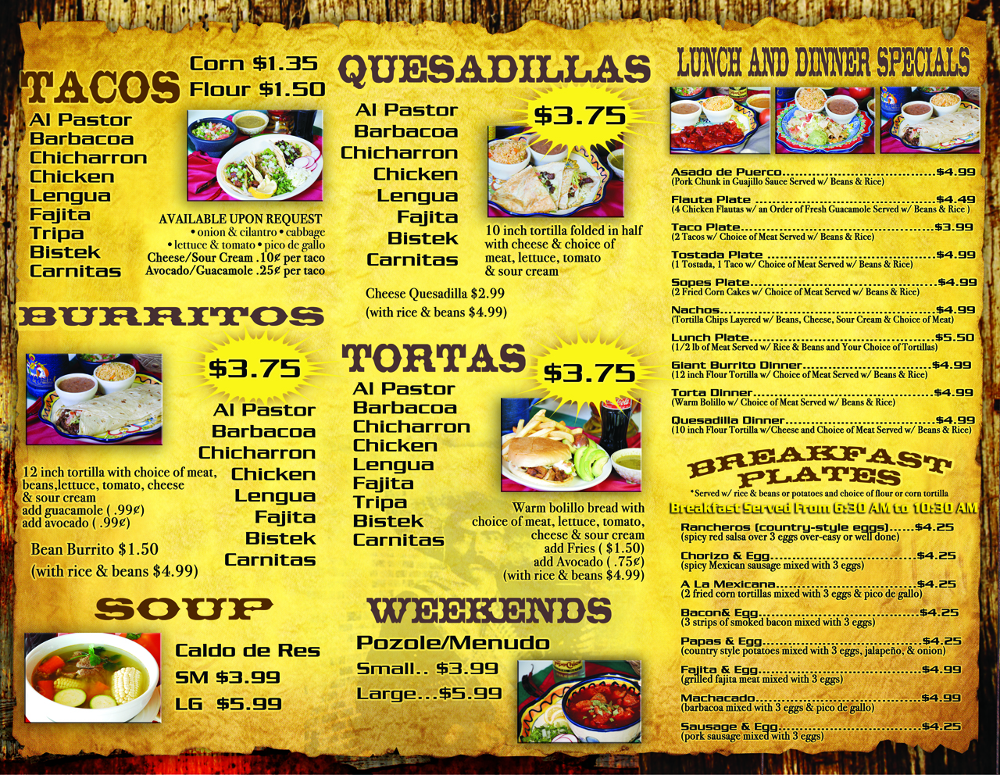 TACOS
Corn $1.35
Flour $1.50
Al Pastor
Barbacoa
Chicharron
Chicken
Lengua
Fajita
Tripa
Bistek
Carnitas
AVAILABLE UPON REQUEST
• onion & cilantro • cabbage
• lettuce & tomato • pico de gallo
Cheese/Sour Cream .10¢ per taco
Avocado/Guacamole .25¢ per taco
BURRITOS
$3.75
Al Pastor
Barbacoa
Chicharron
Chicken
Lengua
Fajita
Bistek
Carnitas
12 inch tortilla with choice of meat,
beans,lettuce, tomato, cheese
& sour cream
add guacamole ( .99¢)
add avocado ( .99¢)
Bean Burrito $1.50
(with rice & beans $4.99)
SOUP
Caldo de Res
SM $3.99
LG $5.99
QUESADILLAS
$3.75
Al Pastor
Barbacoa
Chicharron
Chicken
Lengua
Fajita
Bistek
Carnitas
10 inch tortilla folded in half
with cheese & choice of
meat, lettuce, tomato
& sour cream
Cheese Quesadilla $2.99
(with rice & beans $4.99)
TORTAS
$3.75
Al Pastor
Barbacoa
Chicharron
Chicken
Lengua
Fajita
Tripa
Bistek
Carnitas
Warm bolillo bread with
choice of meat, lettuce, tomato,
cheese & sour cream
add Fries ( $1.50)
add Avocado ( .75¢)
(with rice & beans $4.99)
WEEKENDS
Pozole/Menudo
Small.. $3.99
Large...$5.99
LUNCH AND DINNER SPECIALS
Asado de Puerco.....................................$4.99
(Pork Chunk in Guajillo Sauce Served w/ Beans & Rice)
Flauta Plate ...........................................$4.49
(4 Chicken Flautas w/ an Order of Fresh Guacamole Served w/ Beans & Rice )
Taco Plate..............................................$3.99
(2 Tacos w/ Choice of Meat Served w/ Beans & Rice)
Tostada Plate ........................................$4.99
(1 Tostada, 1 Taco w/ Choice of Meat Served w/ Beans & Rice)
Sopes Plate.............................................$4.99
(2 Fried Corn Cakes w/ Choice of Meat Served w/ Beans & Rice)
Nachos....................................................$4.99
(Tortilla Chips Layered w/ Beans, Cheese, Sour Cream & Choice of Meat)
Lunch Plate............................................$5.50
(1/2 lb of Meat Served w/ Rice & Beans and Your Choice of Tortillas)
Giant Burrito Dinner...............................$4.99
(12 inch Flour Tortilla w/ Choice of Meat Served w/ Beans & Rice)
Torta DInner...........................................$4.99
(Warm Bolillo w/ Choice of Meat Served w/ Beans & Rice)
Quesadilla Dinner....................................$4.99
(10 inch Flour Tortilla w/Cheese and Choice of Meat Served w/ Beans & Rice)
BREAKFAST
PLATES
*Served w/ rice & beans or potatoes and choice of flour or corn tortilla
Breakfast Served From 6:30 AM to 10:30 AM
Rancheros (country-style eggs)......$4.25
(spicy red salsa over 3 eggs over-easy or well done)
Chorizo & Egg...................................$4.25
(spicy Mexican sausage mixed with 3 eggs)
A La Mexicana..................................$4.25
(2 fried corn tortillas mixed with 3 eggs & pico de gallo)
Bacon& Egg.......................................$4.25
(3 strips of smoked bacon mixed with 3 eggs)
Papas & Egg......................................$4.25
(country style potatoes mixed with 3 eggs, jalapeño, & onion)
Fajita & Egg.......................................$4.99
(grilled fajita meat mixed with 3 eggs)
Machacado........................................$4.99
(barbacoa mixed with 3 eggs & pico de gallo)
Sausage & Egg..................................$4.25
(pork sausage mixed with 3 eggs)